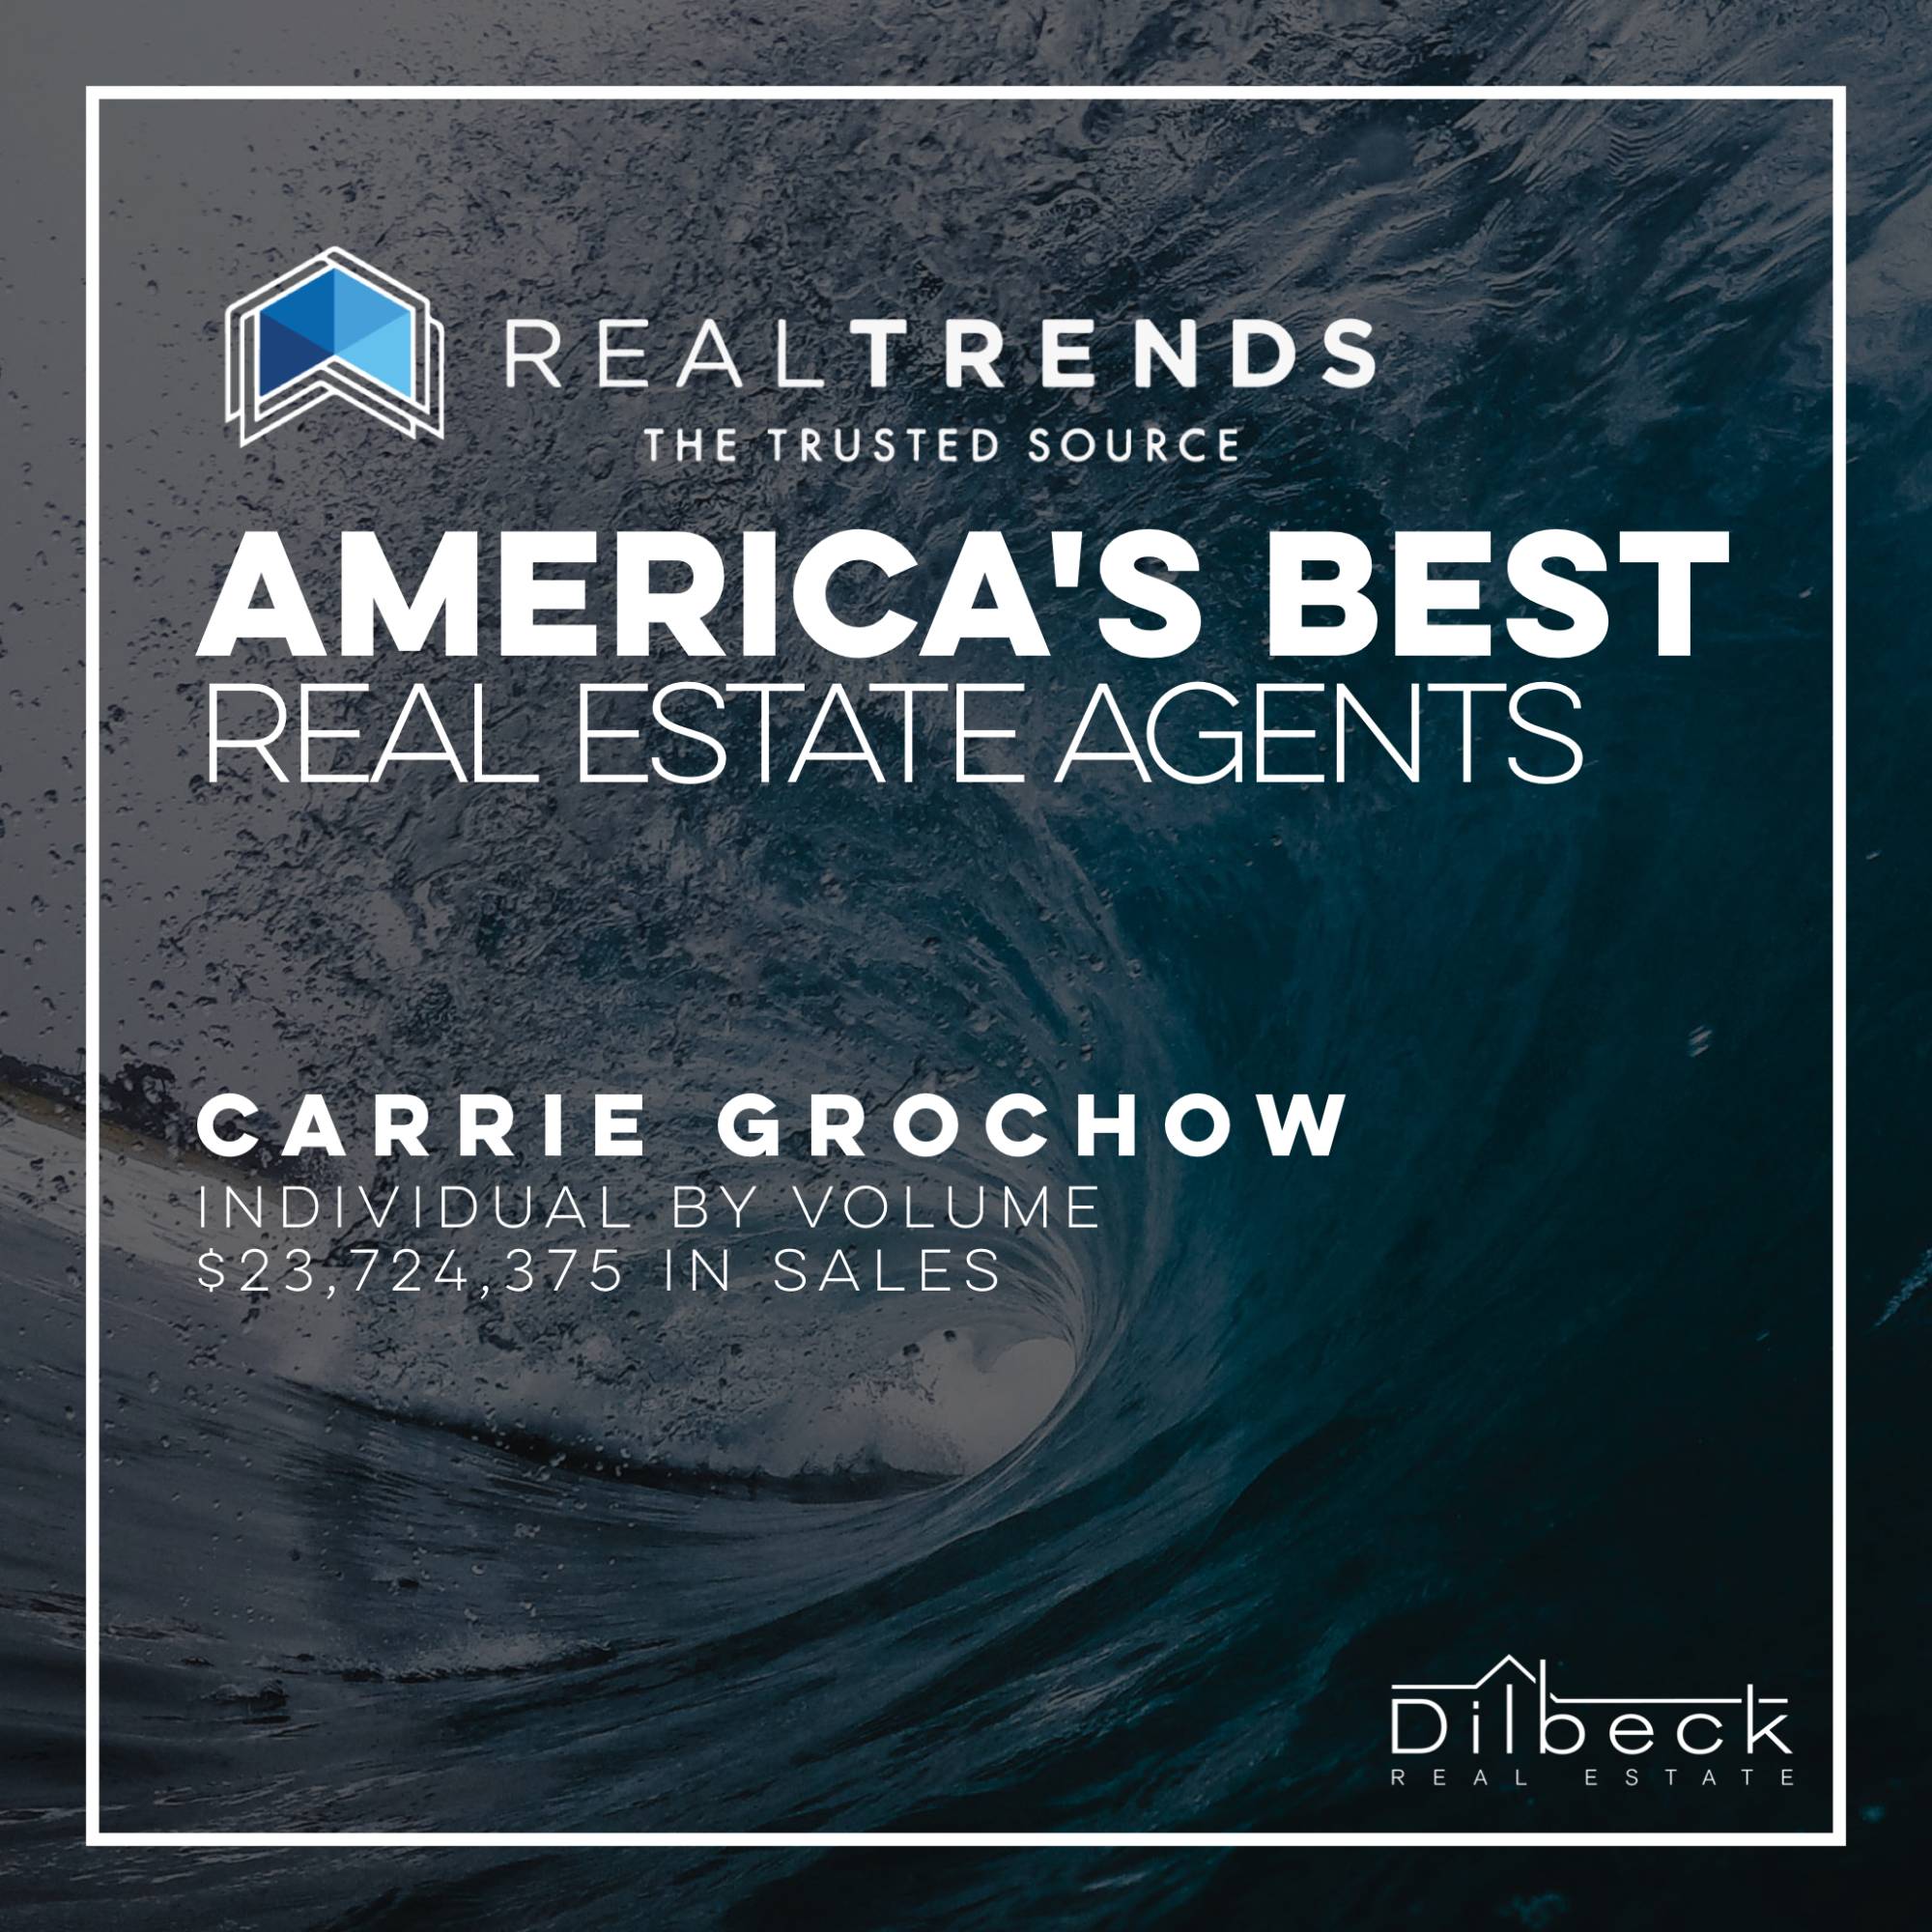 REALTRENDS
THE TRUSTED SOURCE
AMERICA'S BEST
REAL ESTATE AGENTS
CARRIE GROCHOW
INDIVIDUAL BY VOLUME
$23,724,375 IN SALES
Dilbeck
REAL ESTATE